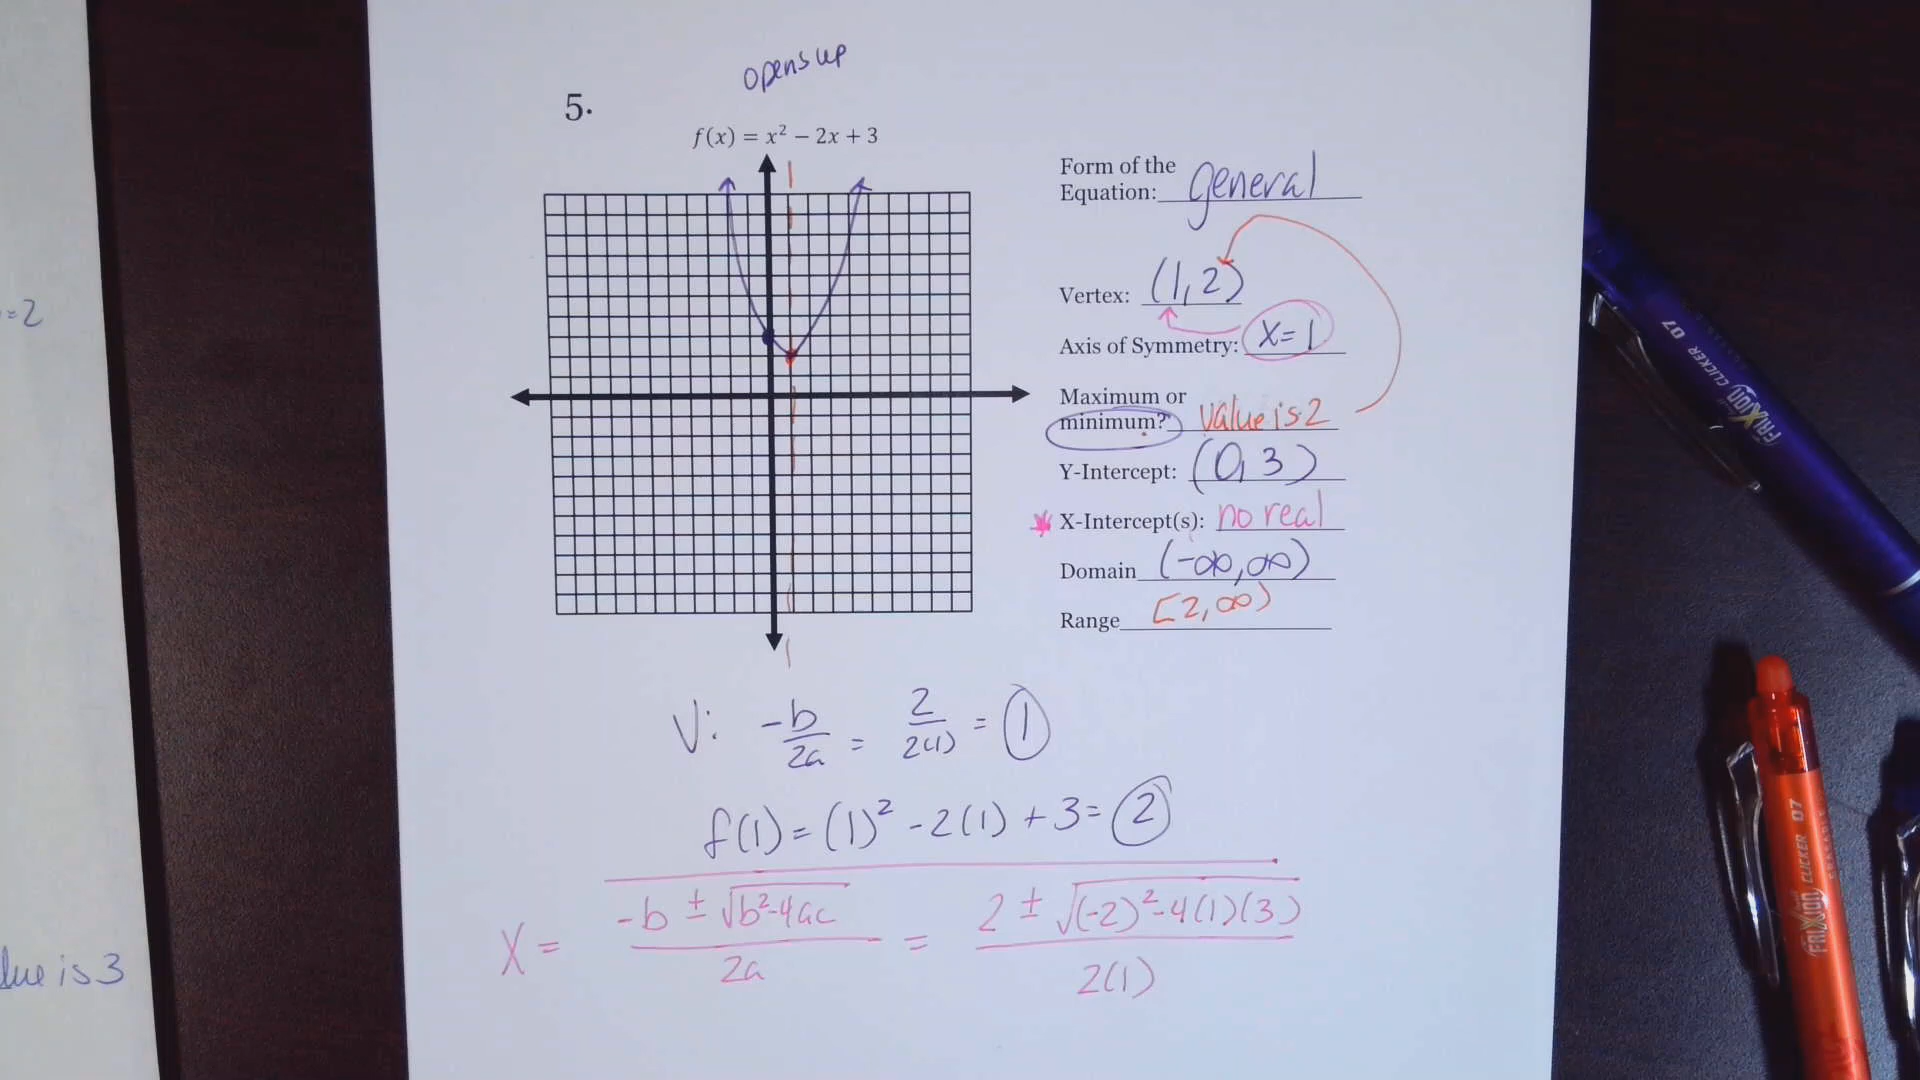 opens up
5.
f(x) = x² − 2x + 3
Form of the
Equation: general
Vertex: (1,2)
Axis of Symmetry: x=1
Maximum or
minimum? value is 2
Y-Intercept: (0,3)
X-Intercept(s): no real
Domain (-∞,∞)
Range [2,∞)
V: -b/2a = 2/2(1) = 1
f(1) = (1)² -2(1) +3= 2
X = -b ± √b²-4ac / 2a = 2 ± √(-2)²-4(1)(3) / 2(1)
=2
lue is 3
FRIXION CLICKER 07
FRIXION CLICKER 07